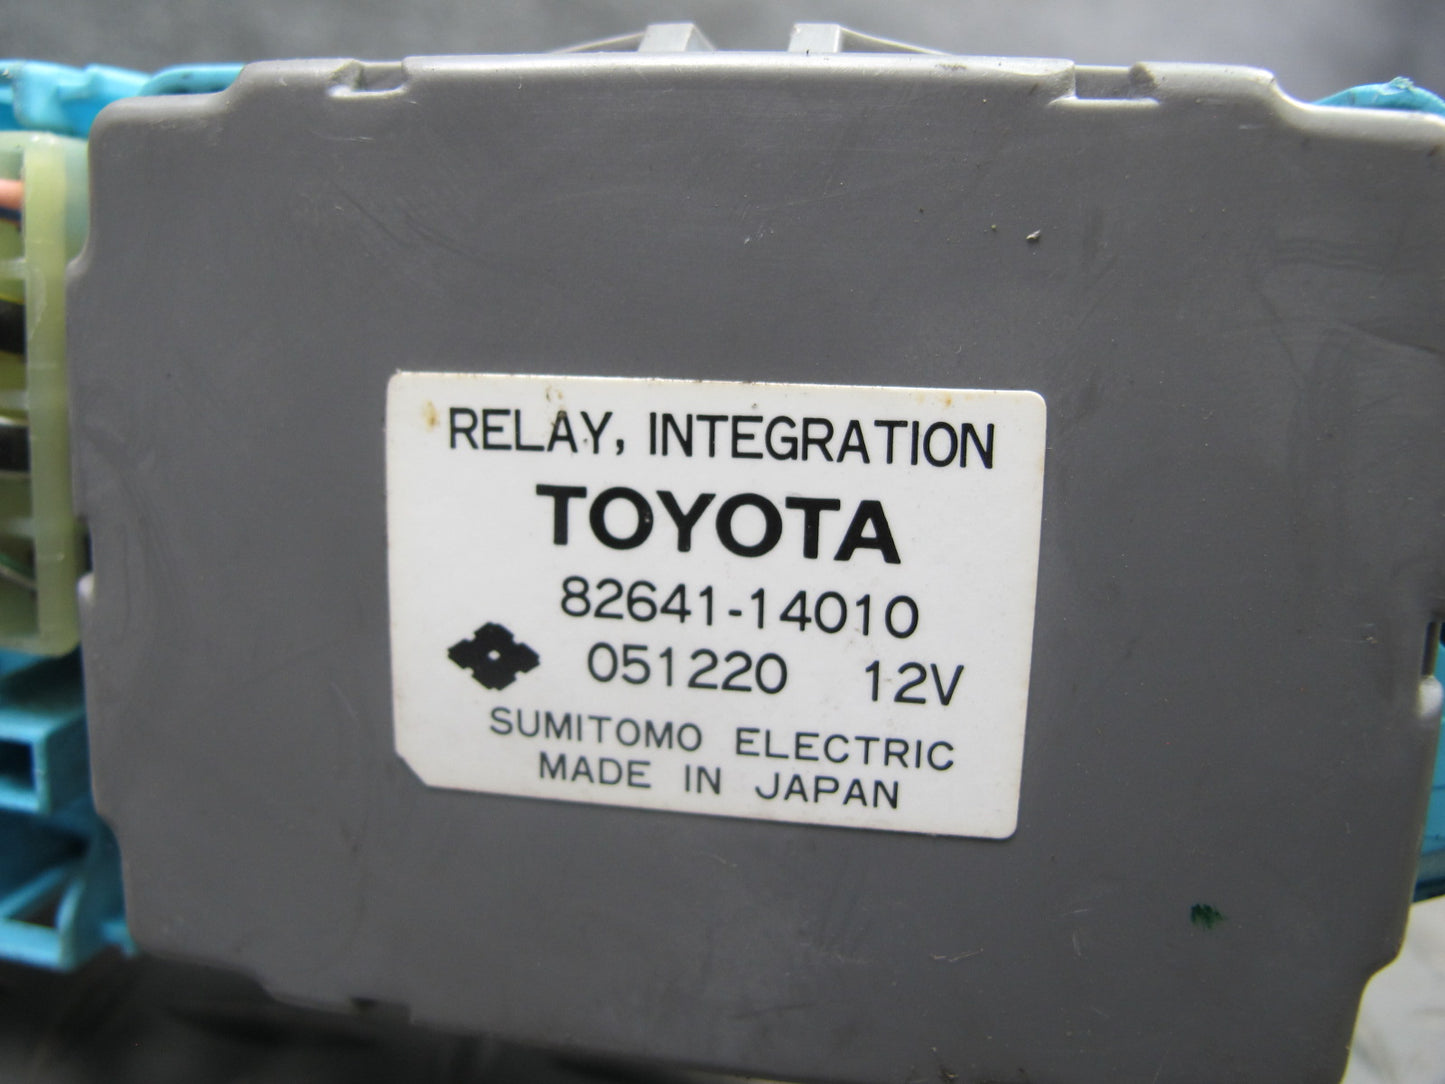 RELAY, INTEGRATION
TOYOTA
82641-14010
051220 12V
SUMITOMO ELECTRIC
MADE IN JAPAN